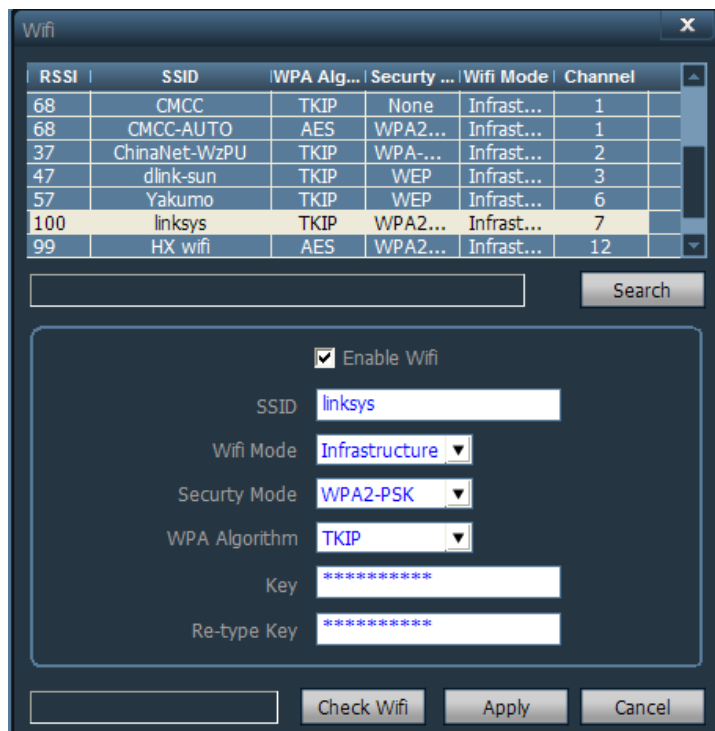 Wifi X
RSSI SSID WPA Alg... Securty ... Wifi Mode Channel
68 CMCC TKIP None Infrast... 1
68 CMCC-AUTO AES WPA2... Infrast... 1
37 ChinaNet-WzPU TKIP WPA-... Infrast... 2
47 dlink-sun TKIP WEP Infrast... 3
57 Yakumo TKIP WEP Infrast... 6
100 linksys TKIP WPA2... Infrast... 7
99 HX wifi AES WPA2... Infrast... 12
Search
Enable Wifi
SSID linksys
Wifi Mode Infrastructure
Securty Mode WPA2-PSK
WPA Algorithm TKIP
Key **********
Re-type Key **********
Check Wifi Apply Cancel